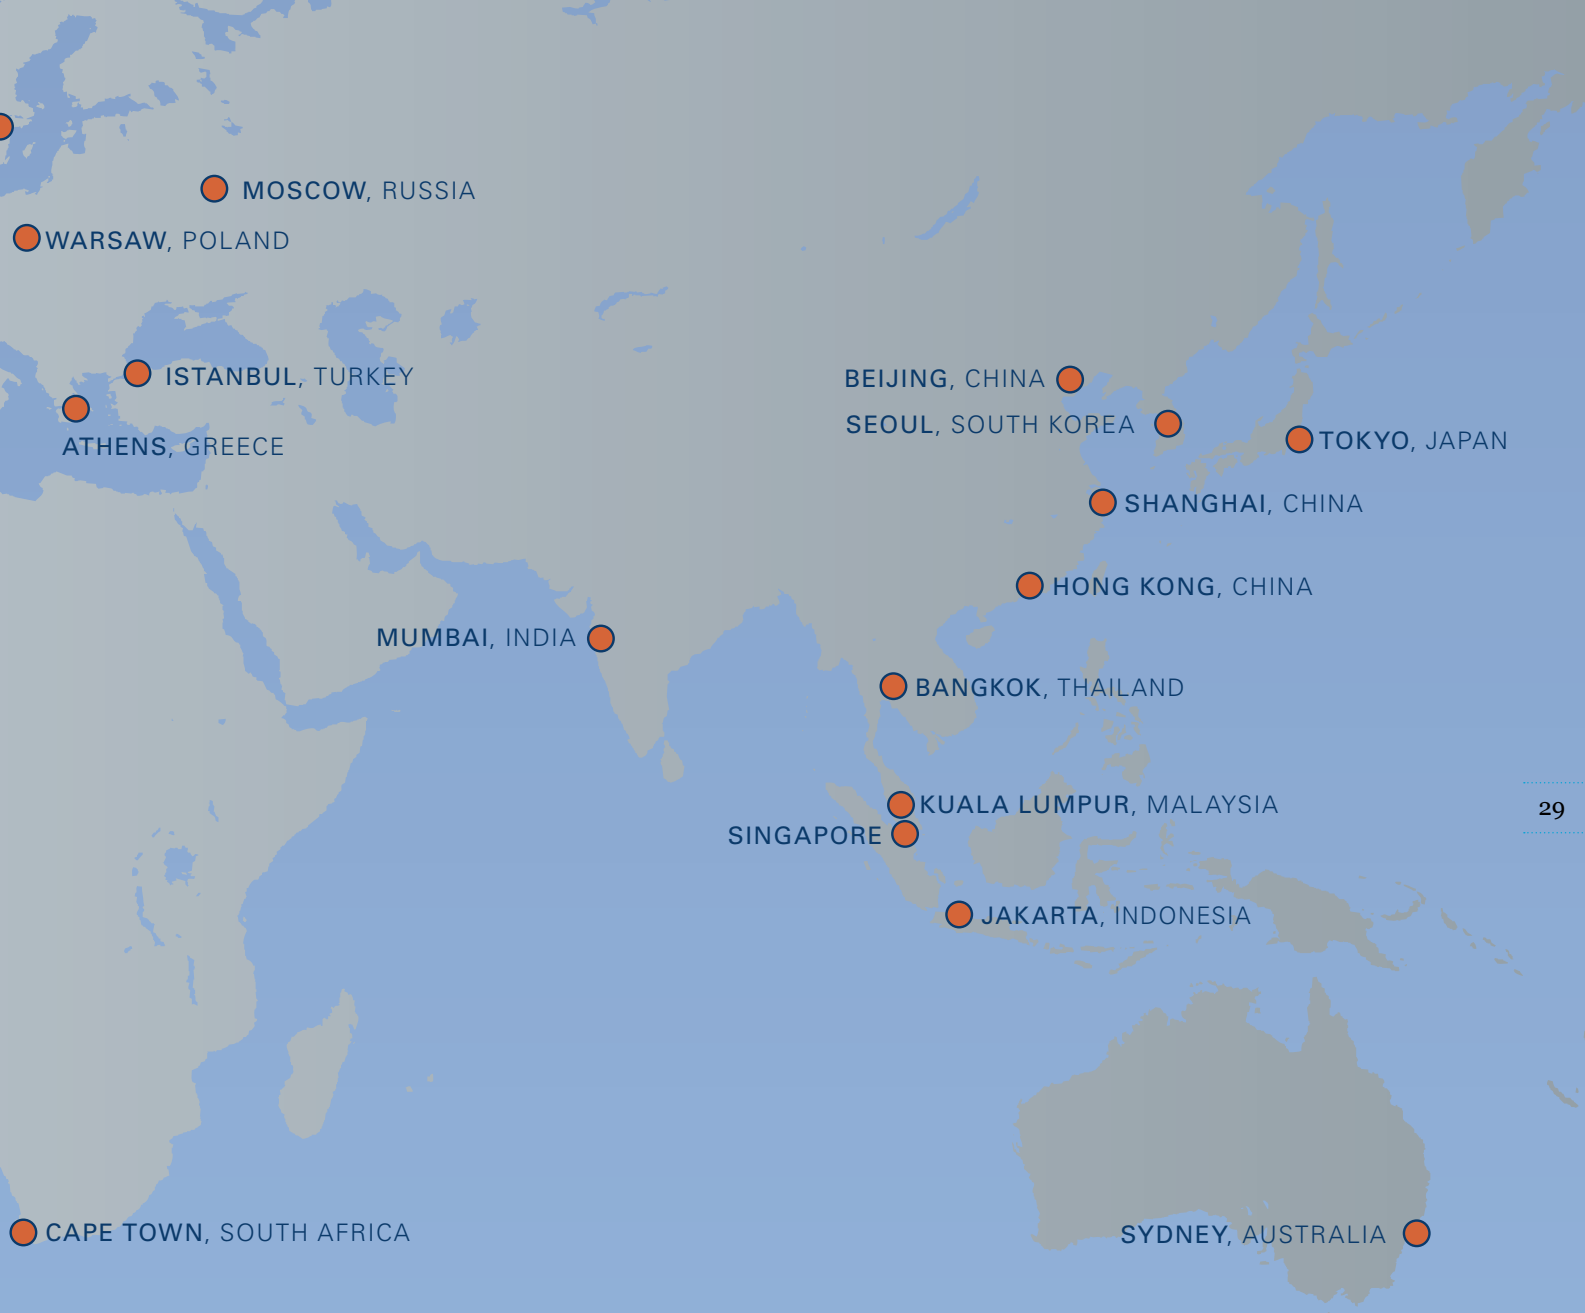 MOSCOW, RUSSIA
WARSAW, POLAND
ISTANBUL, TURKEY
BEIJING, CHINA
SEOUL, SOUTH KOREA
TOKYO, JAPAN
ATHENS, GREECE
SHANGHAI, CHINA
HONG KONG, CHINA
MUMBAI, INDIA
BANGKOK, THAILAND
KUALA LUMPUR, MALAYSIA
29
SINGAPORE
JAKARTA, INDONESIA
CAPE TOWN, SOUTH AFRICA
SYDNEY, AUSTRALIA